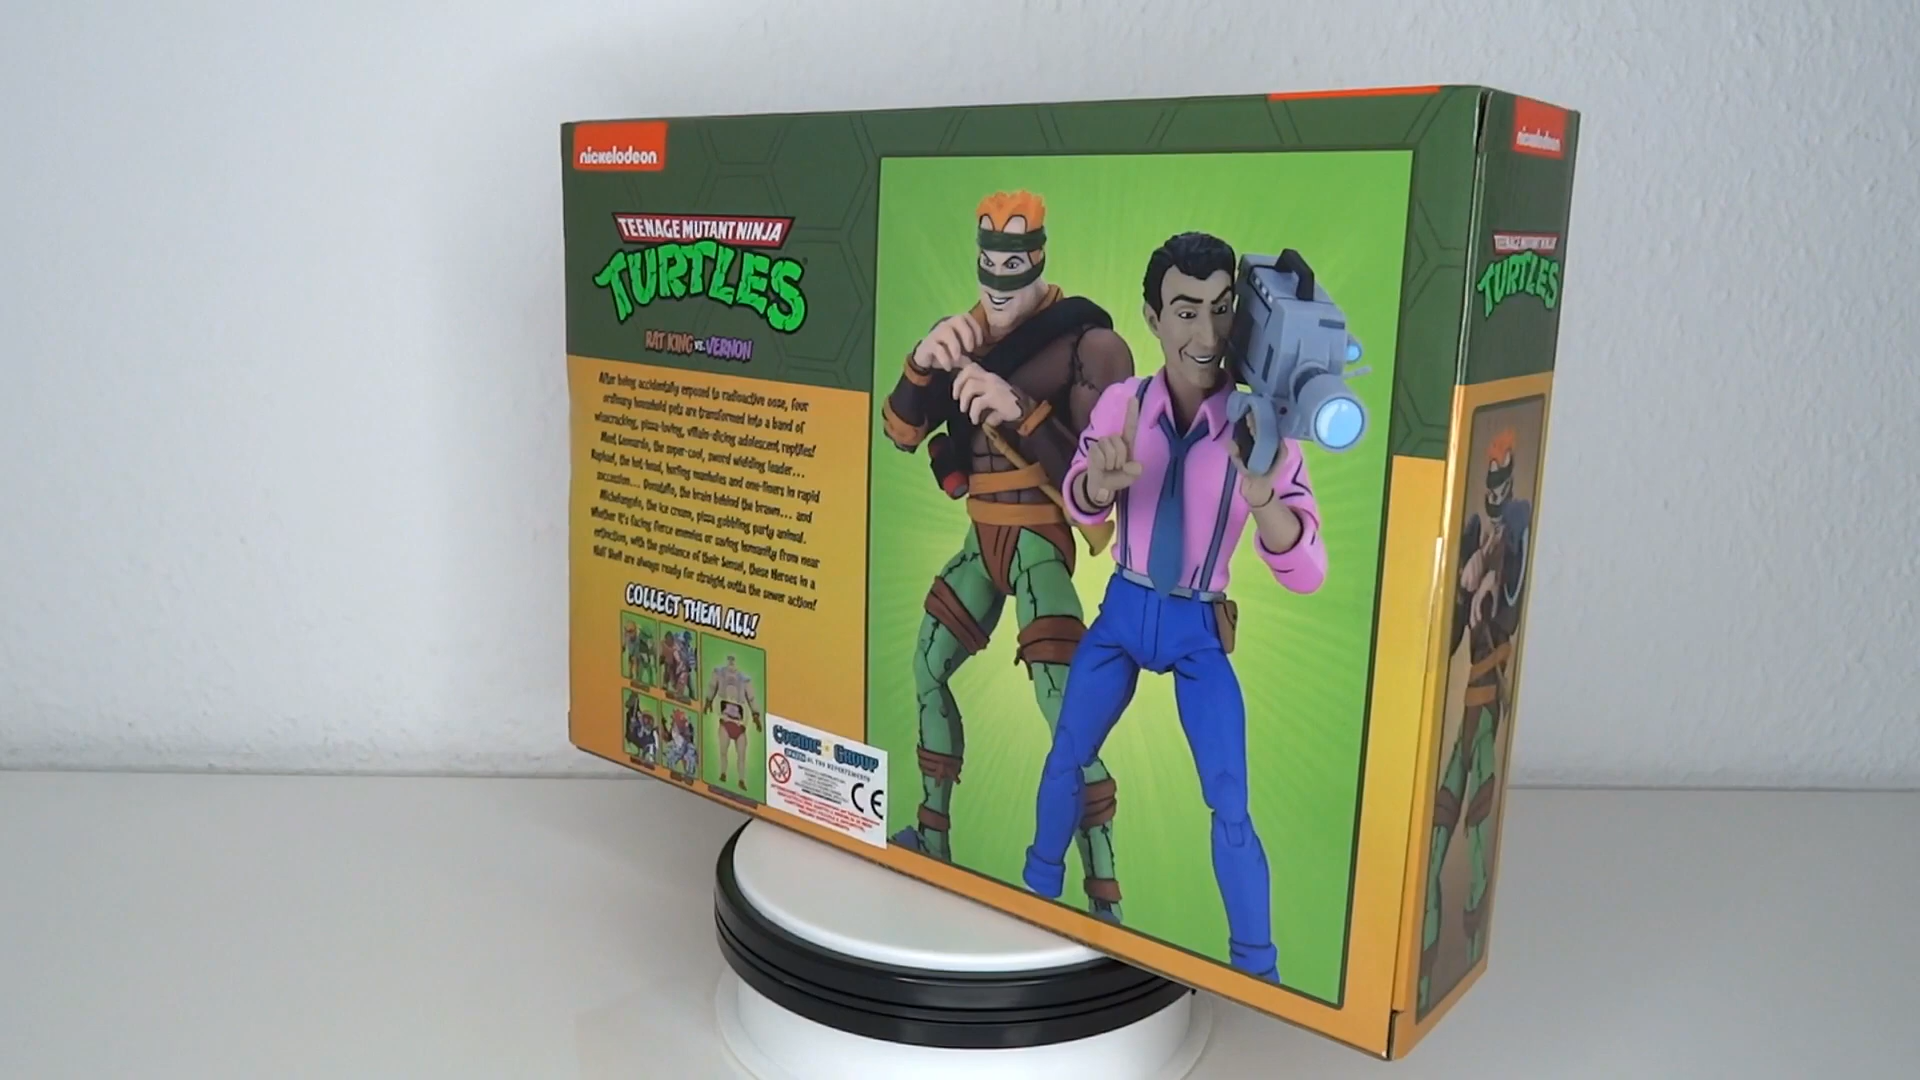 nickelodeon
TEENAGE MUTANT NINJA
TURTLES
RAT KING vs. VERNON
After being accidentally exposed to radioactive ooze, four
ordinary household pets are transformed into a band of
wisecracking, pizza-loving, villain-dicing adolescent reptiles!
Meet Leonardo, the super-cool, sword wielding leader...
Raphael, the hot-head, hurling manholes and one-liners in rapid
succession.... Donatello, the brain behind the brawn... and
Michelangelo, the ice cream, pizza gobbling party animal.
Whether it's facing fierce enemies or saving humanity from near
extinction, with the guidance of their Sensei, these Heroes in a
Half Shell are always ready for straight outta the sewer action!
COLLECT THEM ALL!
COSMIC GROUP
CE
nickelodeon
TEENAGE MUTANT NINJA
TURTLES